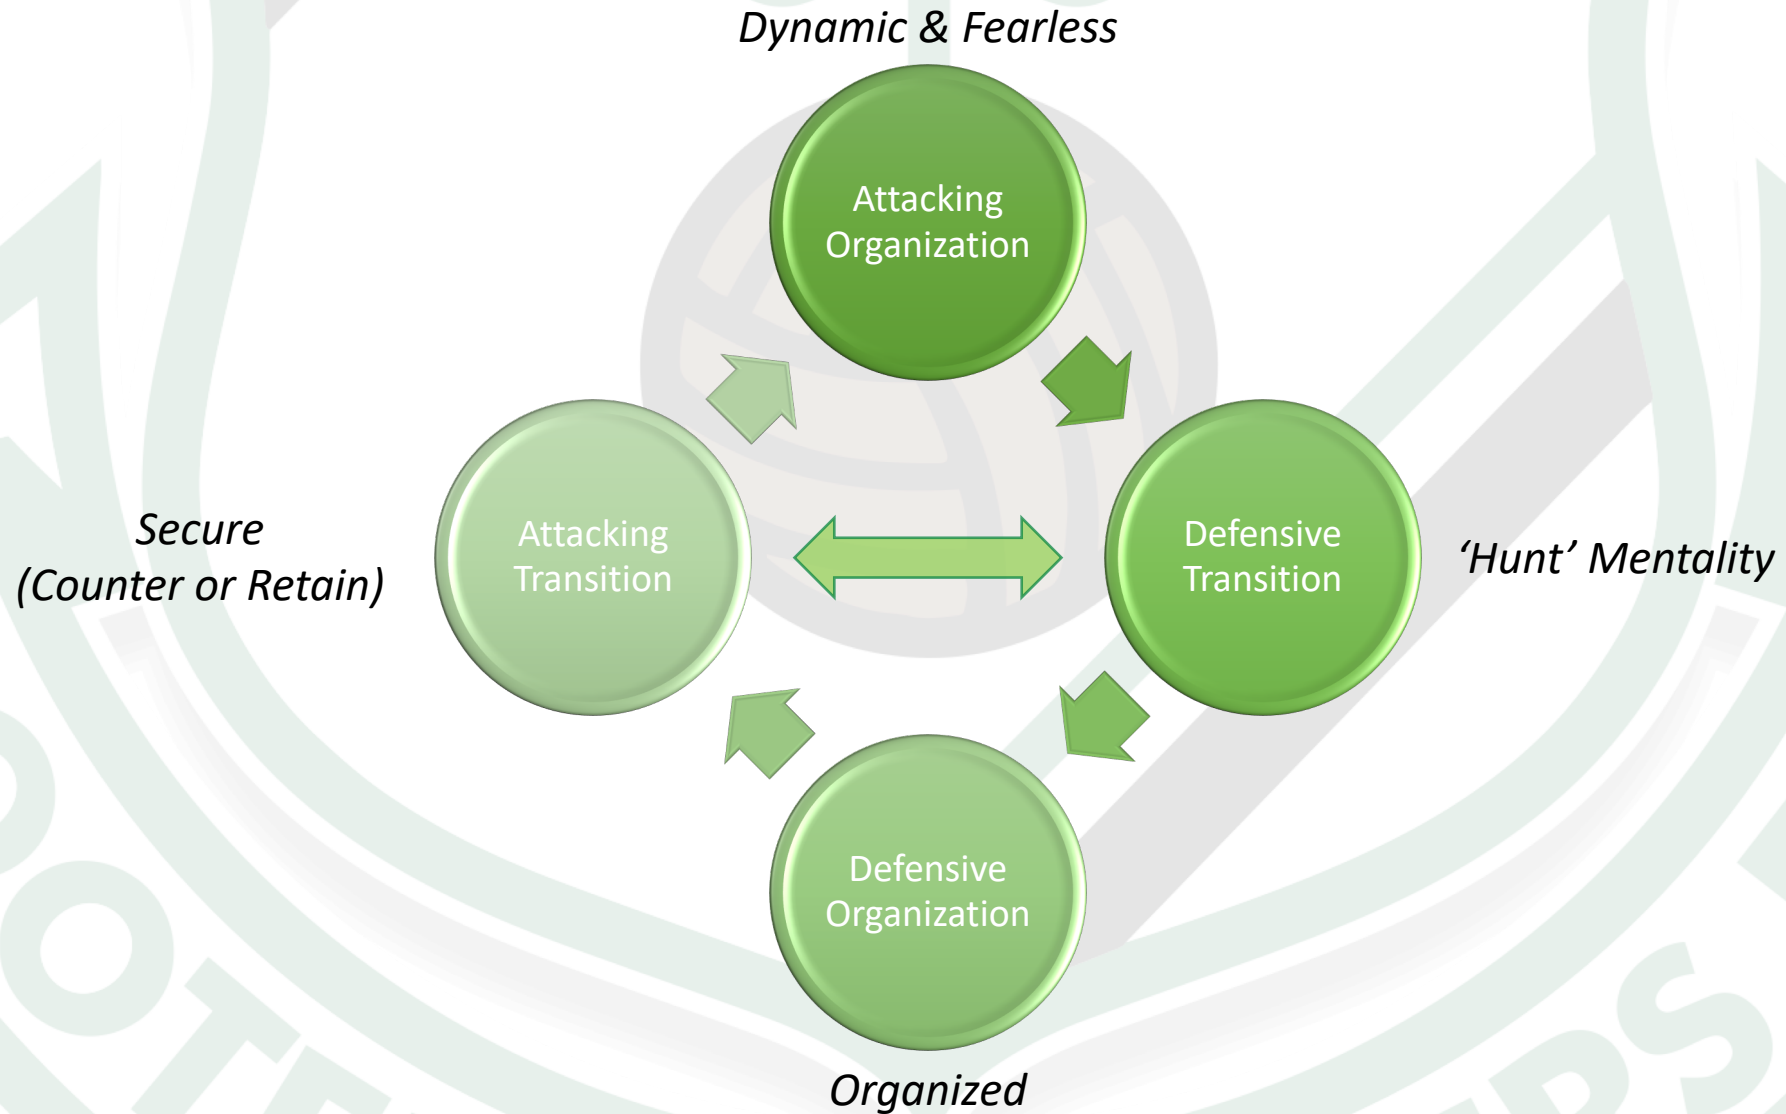 Dynamic & Fearless
Attacking
Organization
Secure
(Counter or Retain)
Attacking
Transition
Defensive
Transition
‘Hunt’ Mentality
Defensive
Organization
Organized